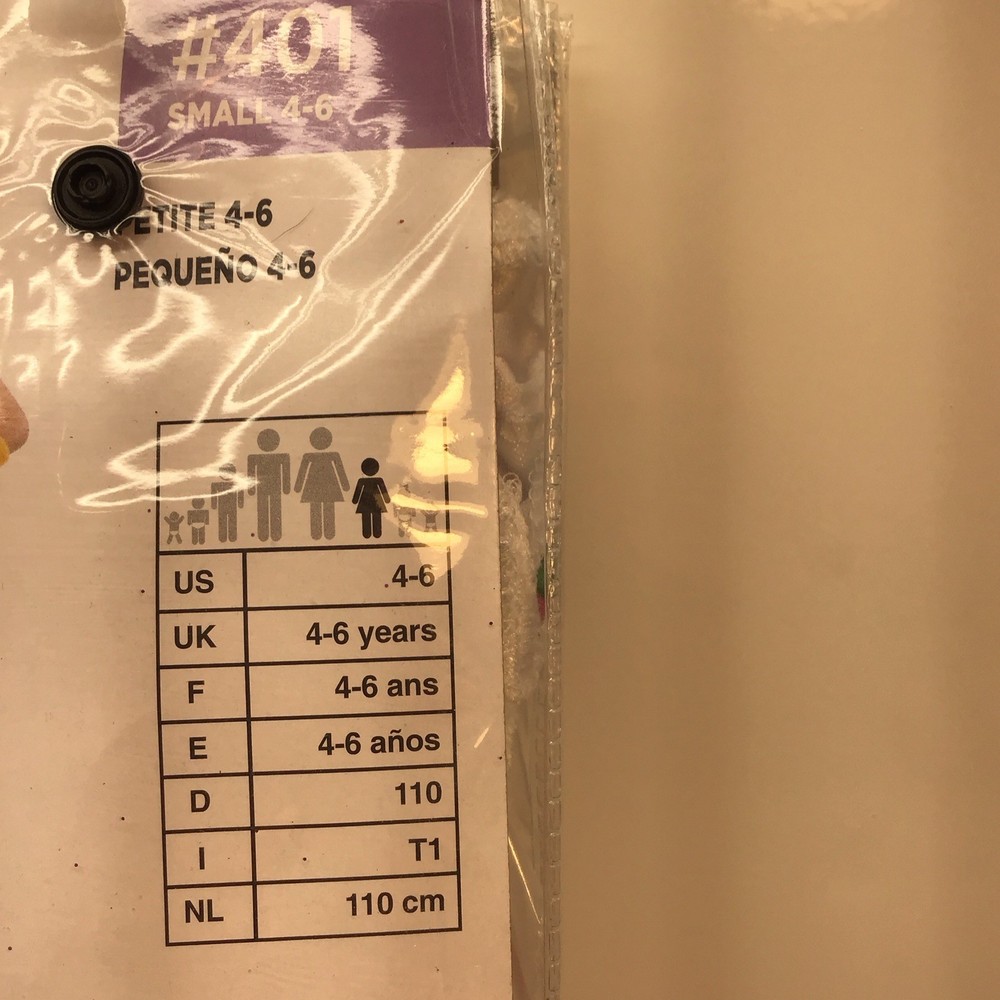 #401
SMALL 4-6
PETITE 4-6
PEQUEÑO 4-6
US 4-6
UK 4-6 years
F 4-6 ans
E 4-6 años
D 110
I T1
NL 110 cm